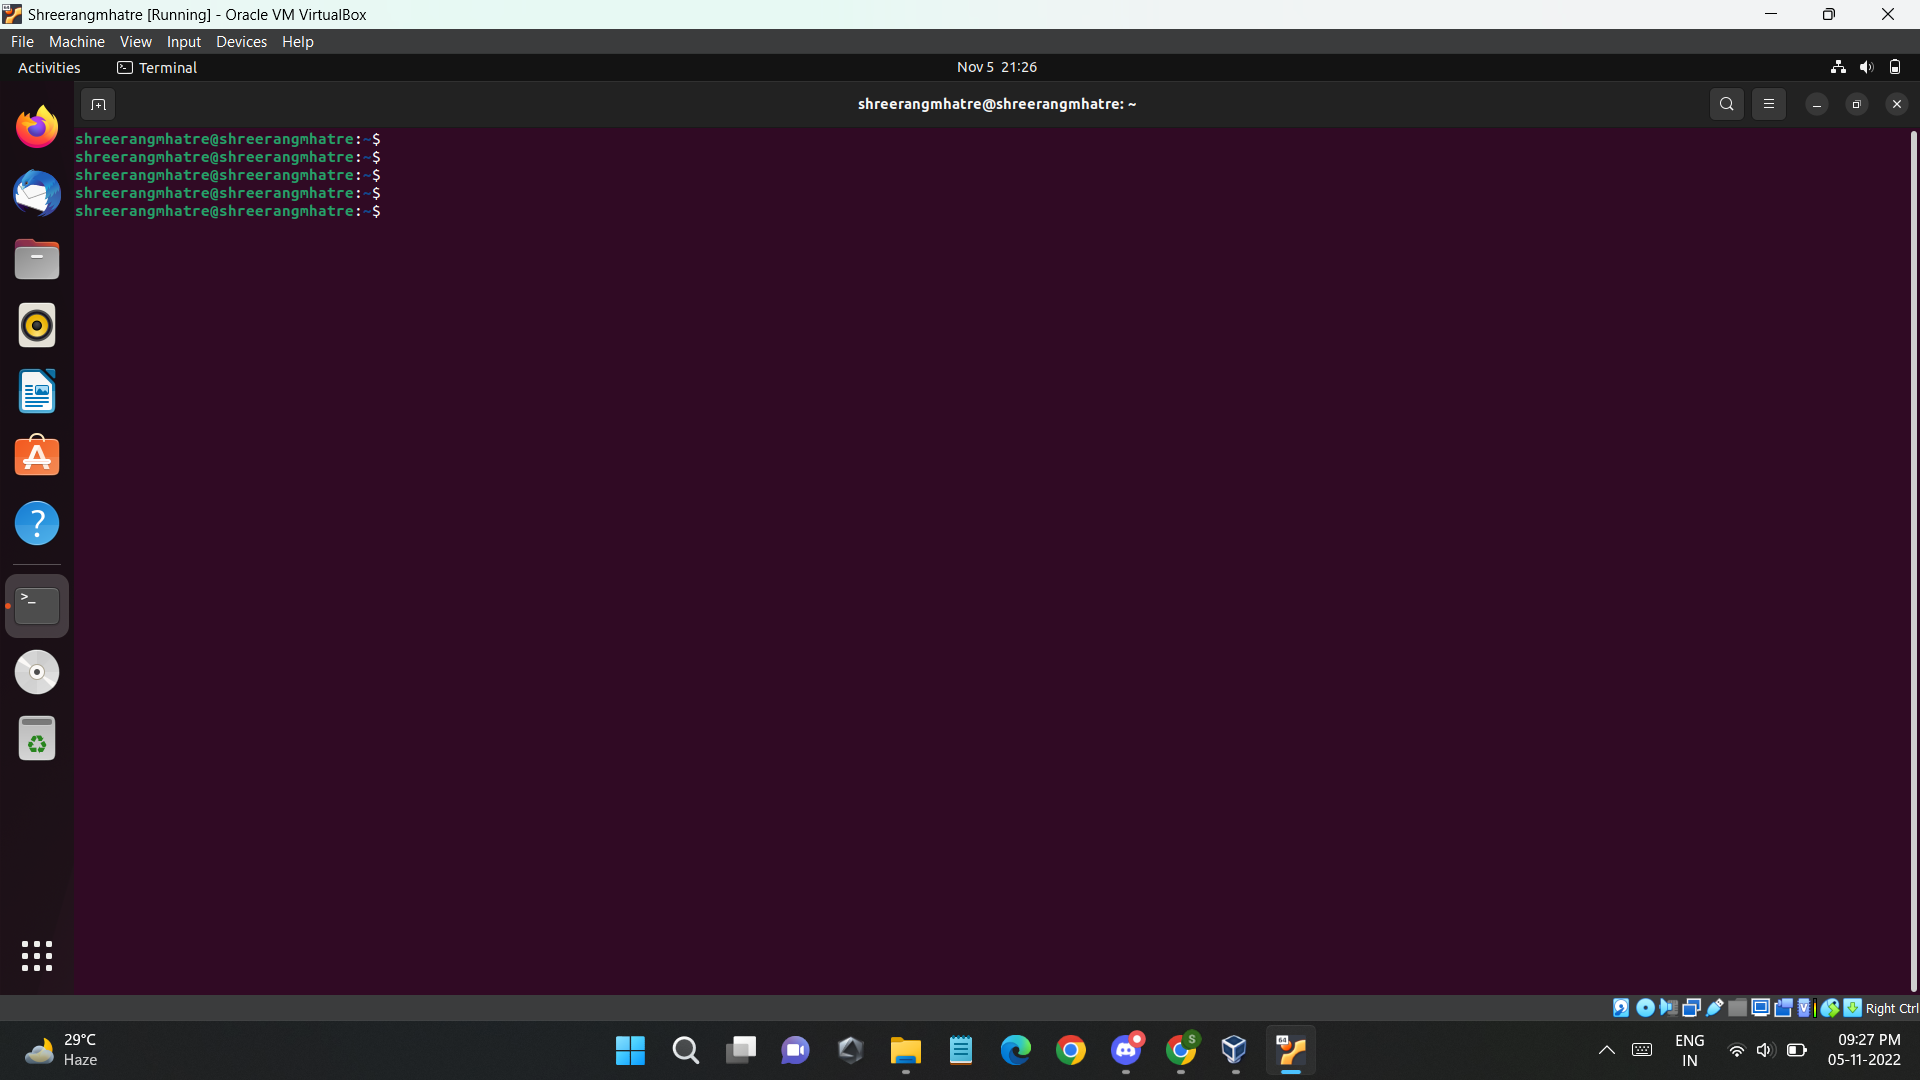 Shreerangmhatre [Running] - Oracle VM VirtualBox
File Machine View Input Devices Help
Activities Terminal Nov 5 21:26
shreerangmhatre@shreerangmhatre: ~
shreerangmhatre@shreerangmhatre:~$
shreerangmhatre@shreerangmhatre:~$
shreerangmhatre@shreerangmhatre:~$
shreerangmhatre@shreerangmhatre:~$
shreerangmhatre@shreerangmhatre:~$
Right Ctrl
29°C
Haze
ENG
IN
09:27 PM
05-11-2022